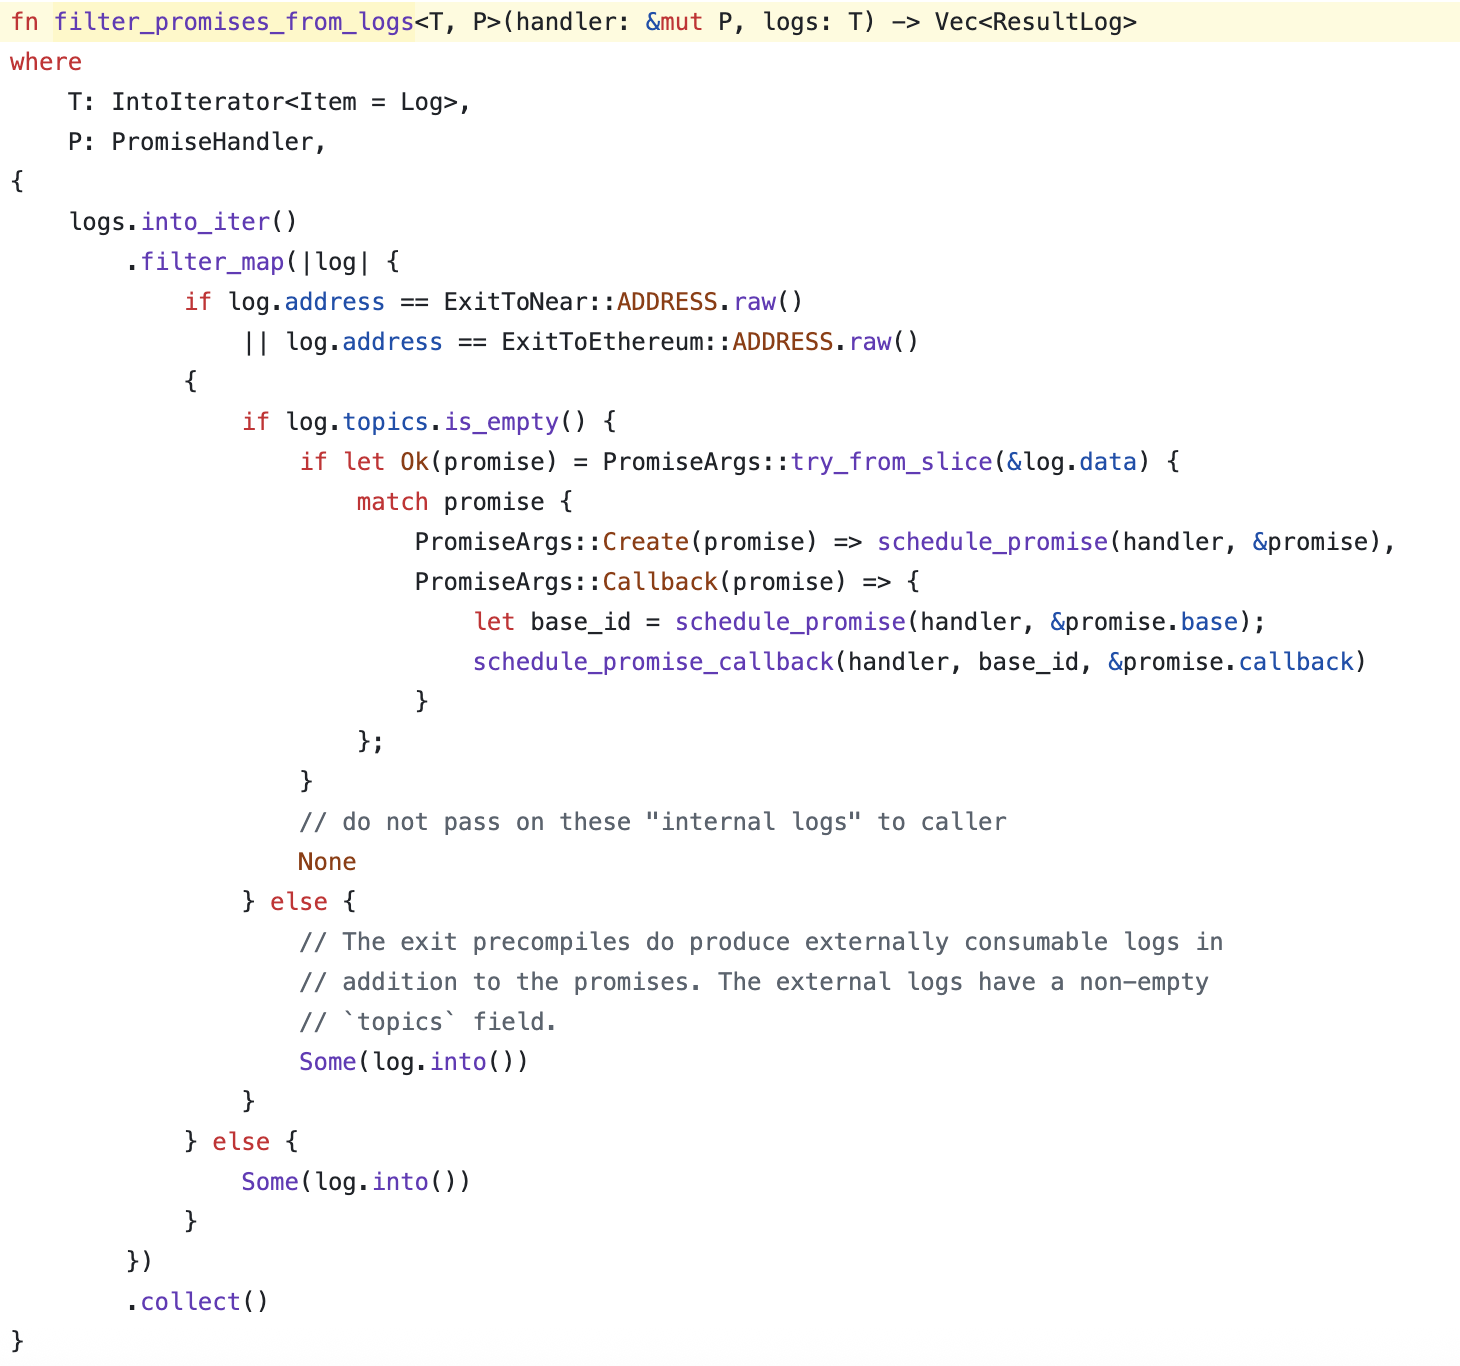 fn filter_promises_from_logs<T, P>(handler: &mut P, logs: T) -> Vec<ResultLog>
where
    T: IntoIterator<Item = Log>,
    P: PromiseHandler,
{
    logs.into_iter()
        .filter_map(|log| {
            if log.address == ExitToNear::ADDRESS.raw()
                || log.address == ExitToEthereum::ADDRESS.raw()
            {
                if log.topics.is_empty() {
                    if let Ok(promise) = PromiseArgs::try_from_slice(&log.data) {
                        match promise {
                            PromiseArgs::Create(promise) => schedule_promise(handler, &promise),
                            PromiseArgs::Callback(promise) => {
                                let base_id = schedule_promise(handler, &promise.base);
                                schedule_promise_callback(handler, base_id, &promise.callback)
                            }
                        };
                    }
                    // do not pass on these "internal logs" to caller
                    None
                } else {
                    // The exit precompiles do produce externally consumable logs in
                    // addition to the promises. The external logs have a non-empty
                    // `topics` field.
                    Some(log.into())
                }
            } else {
                Some(log.into())
            }
        })
        .collect()
}